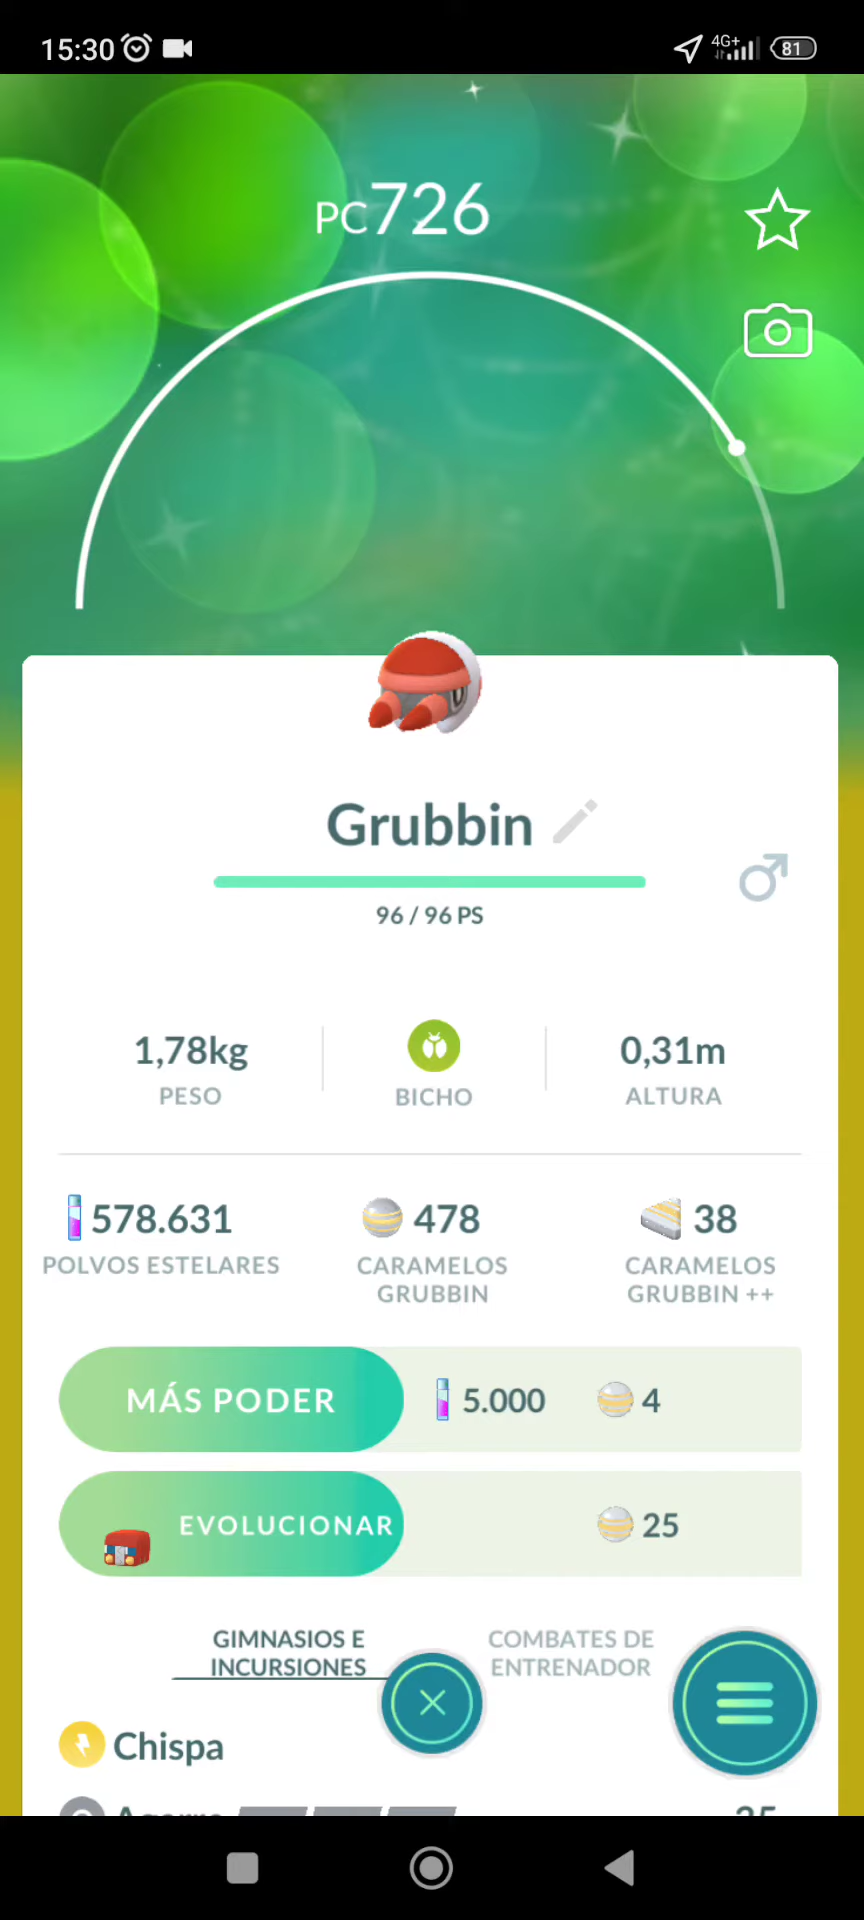 15:30
4G+
81
PC726
Grubbin
96 / 96 PS
1,78kg
PESO
BICHO
0,31m
ALTURA
578.631
POLVOS ESTELARES
478
CARAMELOS
GRUBBIN
38
CARAMELOS
GRUBBIN ++
MÁS PODER
5.000
4
EVOLUCIONAR
25
GIMNASIOS E
INCURSIONES
COMBATES DE
ENTRENADOR
Chispa